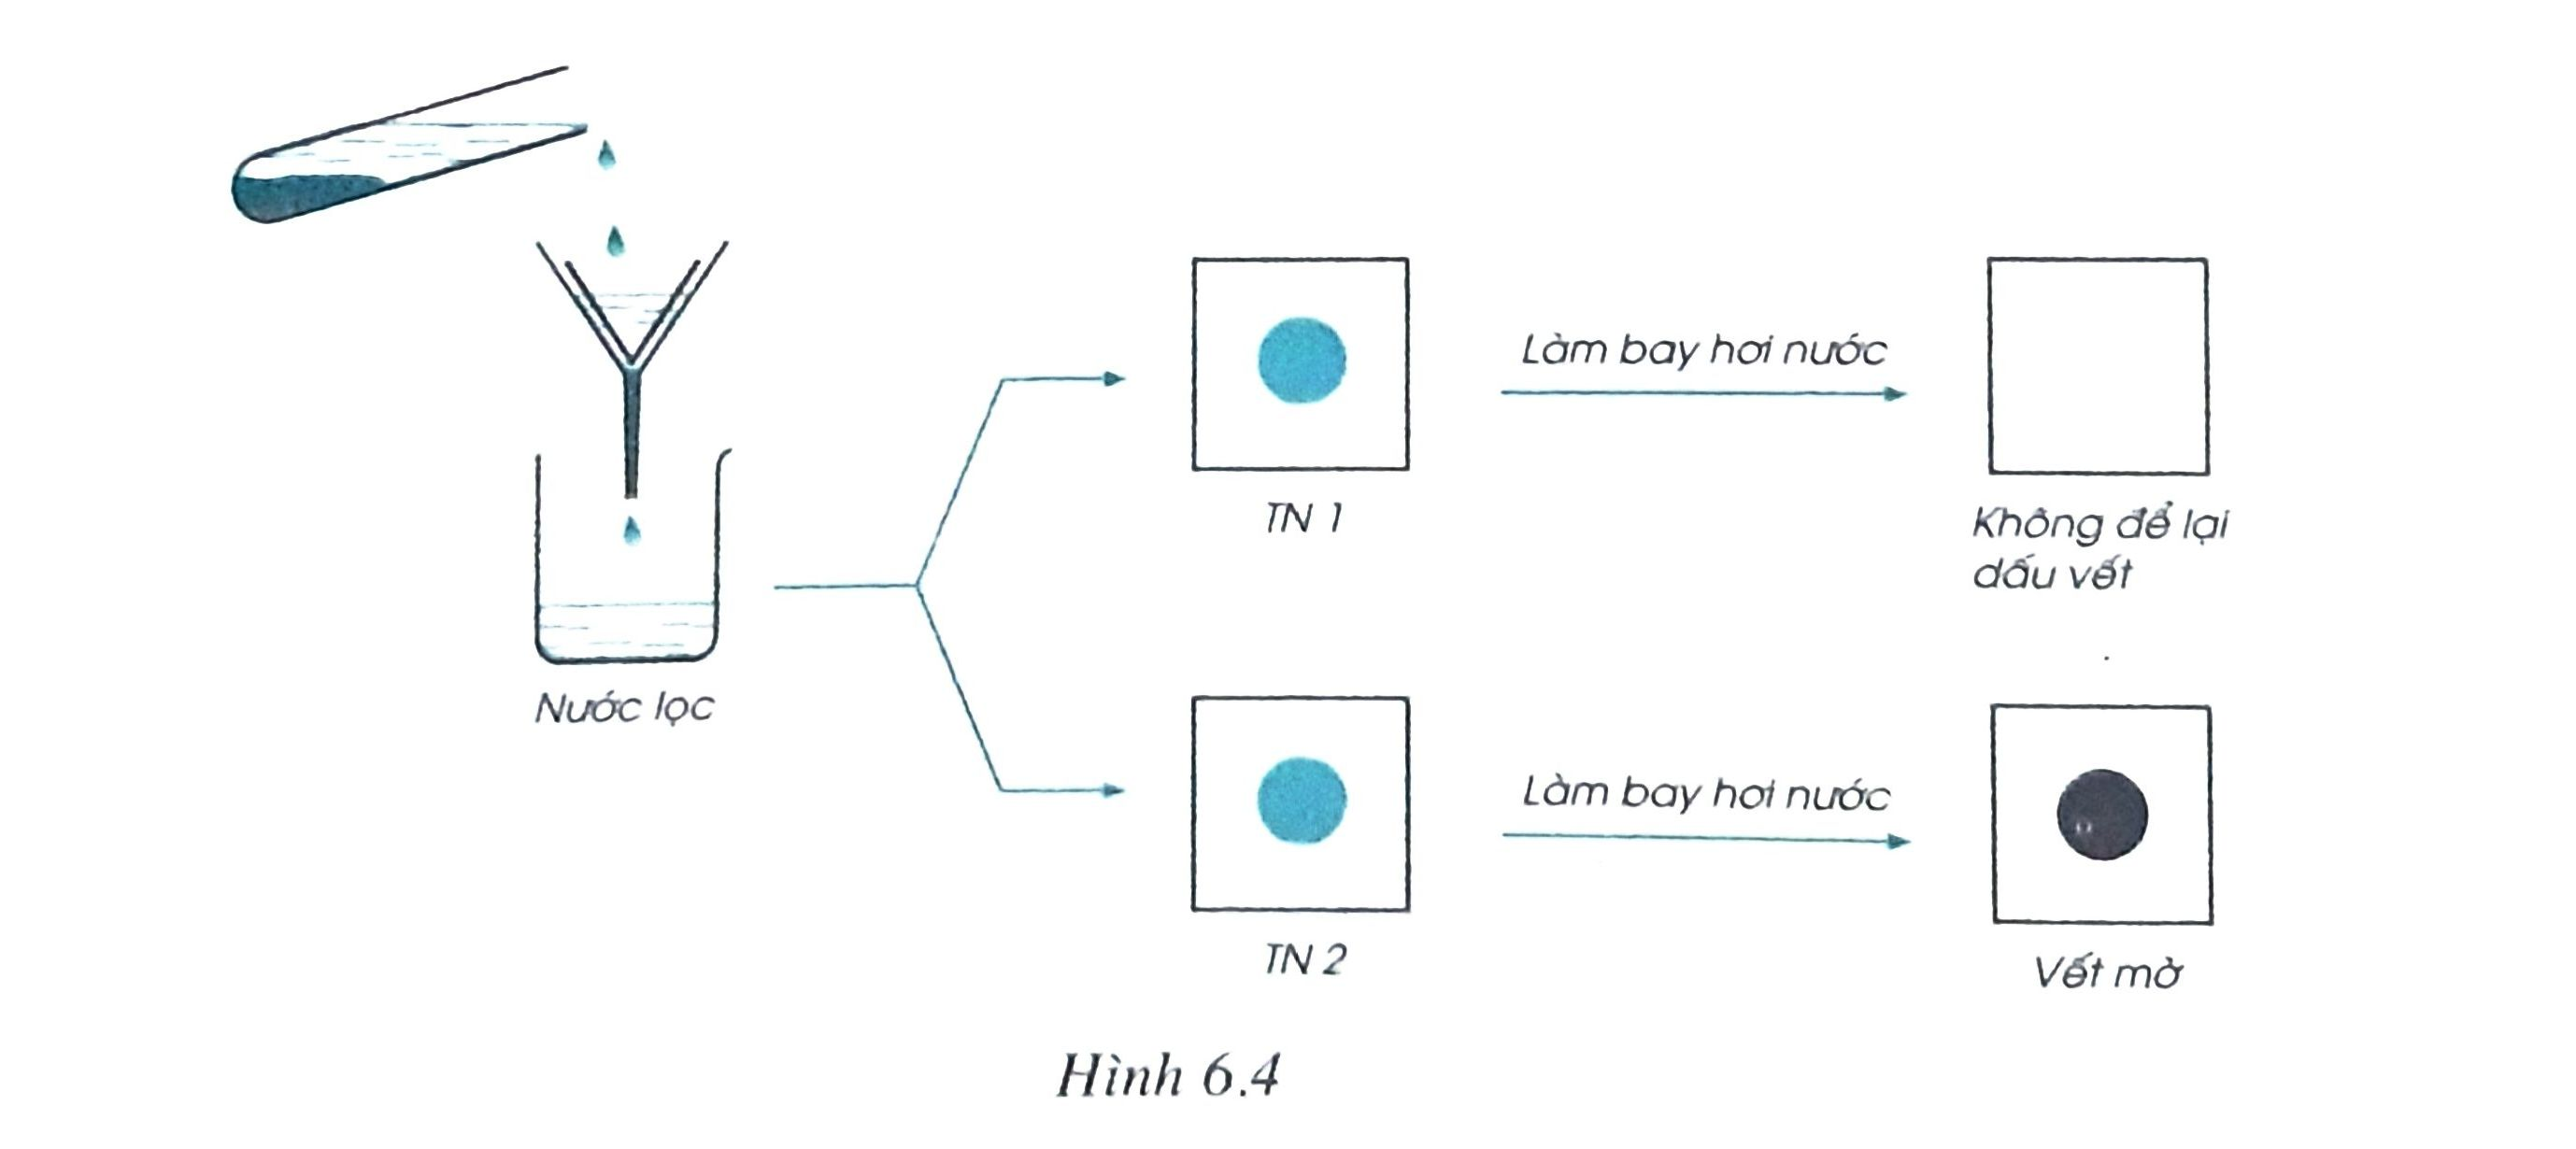 Nước lọc
TN 1
Làm bay hơi nước
Không để lại
dấu vết
TN 2
Làm bay hơi nước
Vết mờ
Hình 6.4